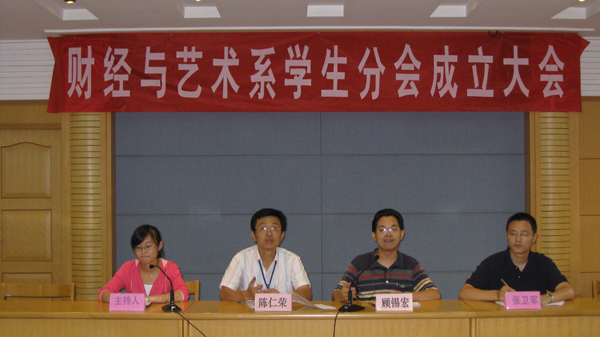 财经与艺术系学生分会成立大会
主持人
陈仁荣
顾锡宏
张卫军